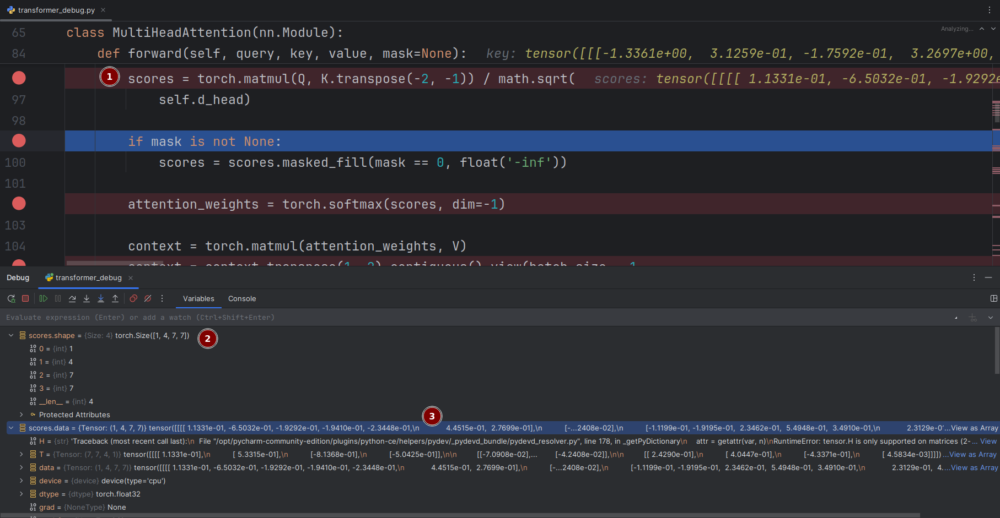 transformer_debug.py
Analyzing...
65 class MultiHeadAttention(nn.Module):
84 def forward(self, query, key, value, mask=None): key: tensor([[[-1.3361e+00, 3.1259e-01, -1.7592e-01, 3.2697e+00,
1 scores = torch.matmul(Q, K.transpose(-2, -1)) / math.sqrt( scores: tensor([[[[ 1.1331e-01, -6.5032e-01, -1.9292e
97 self.d_head)
98
if mask is not None:
100 scores = scores.masked_fill(mask == 0, float('-inf'))
101
attention_weights = torch.softmax(scores, dim=-1)
103
104 context = torch.matmul(attention_weights, V)
context = context.transpose(1, 2).contiguous().view(batch_size, -1,
Debug transformer_debug
Variables Console
Evaluate expression (Enter) or add a watch (Ctrl+Shift+Enter)
scores.shape = {Size: 4} torch.Size([1, 4, 7, 7]) 2
0 = {int} 1
1 = {int} 4
2 = {int} 7
3 = {int} 7
__len__ = {int} 4
Protected Attributes
3
scores.data = {Tensor: (1, 4, 7, 7)} tensor([[[[ 1.1331e-01, -6.5032e-01, -1.9292e-01, -1.9410e-01, -2.3448e-01,\n 4.4515e-01, 2.7699e-01],\n [-...2408e-02],\n [-1.1199e-01, -1.9195e-01, 2.3462e-01, 5.4948e-01, 3.4910e-01,\n 2.3129e-0...View as Array
H = {str} 'Traceback (most recent call last):\n File "/opt/pycharm-community-edition/plugins/python-ce/helpers/pydev/_pydevd_bundle/pydevd_resolver.py", line 178, in _getPyDictionary\n attr = getattr(var, n)\nRuntimeError: tensor.H is only supported on matrices (2-... View
T = {Tensor: (7, 7, 4, 1)} tensor([[[[ 1.1331e-01],\n [ 5.3315e-01],\n [-8.1368e-01],\n [-5.0425e-01]],\n\n [[-7.0908e-02],... [-4.2408e-02]],\n\n [[ 2.4290e-01],\n [ 4.0447e-01],\n [-4.3371e-01],\n [ 4.5834e-03]]]])...View as Array
data = {Tensor: (1, 4, 7, 7)} tensor([[[[ 1.1331e-01, -6.5032e-01, -1.9292e-01, -1.9410e-01, -2.3448e-01,\n 4.4515e-01, 2.7699e-01],\n [-...2408e-02],\n [-1.1199e-01, -1.9195e-01, 2.3462e-01, 5.4948e-01, 3.4910e-01,\n 2.3129e-01, 4....View as Array
device = {device} device(type='cpu')
dtype = {dtype} torch.float32
grad = {NoneType} None